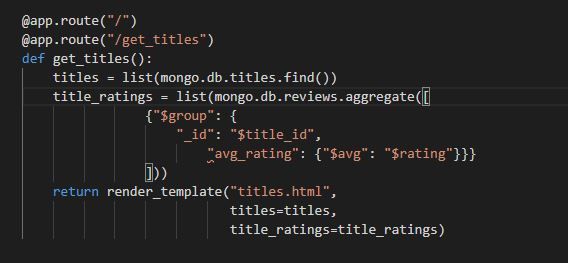 @app.route("/")
@app.route("/get_titles")
def get_titles():
    titles = list(mongo.db.titles.find())
    title_ratings = list(mongo.db.reviews.aggregate([
                {"$group": {
                    "_id": "$title_id",
                        "avg_rating": {"$avg": "$rating"}}}
                ]))
    return render_template("titles.html",
                           titles=titles,
                           title_ratings=title_ratings)